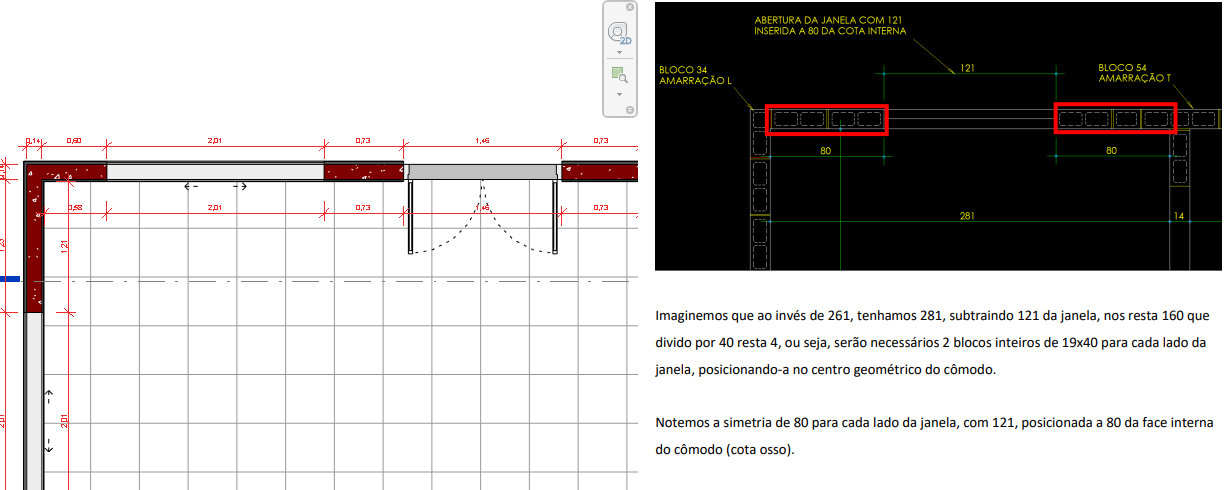 2D
0,14 0,60 2,01 0,73 1,46 0,73
0,58 2,01 0,73 1,46 0,73
121
2,01
2,01
ABERTURA DA JANELA COM 121
INSERIDA A 80 DA COTA INTERNA
BLOCO 34
AMARRAÇÃO L
121
BLOCO 54
AMARRAÇÃO T
80 80
281 14
Imaginemos que ao invés de 261, tenhamos 281, subtraindo 121 da janela, nos resta 160 que
divido por 40 resta 4, ou seja, serão necessários 2 blocos inteiros de 19x40 para cada lado da
janela, posicionando-a no centro geométrico do cômodo.
Notemos a simetria de 80 para cada lado da janela, com 121, posicionada a 80 da face interna
do cômodo (cota osso).